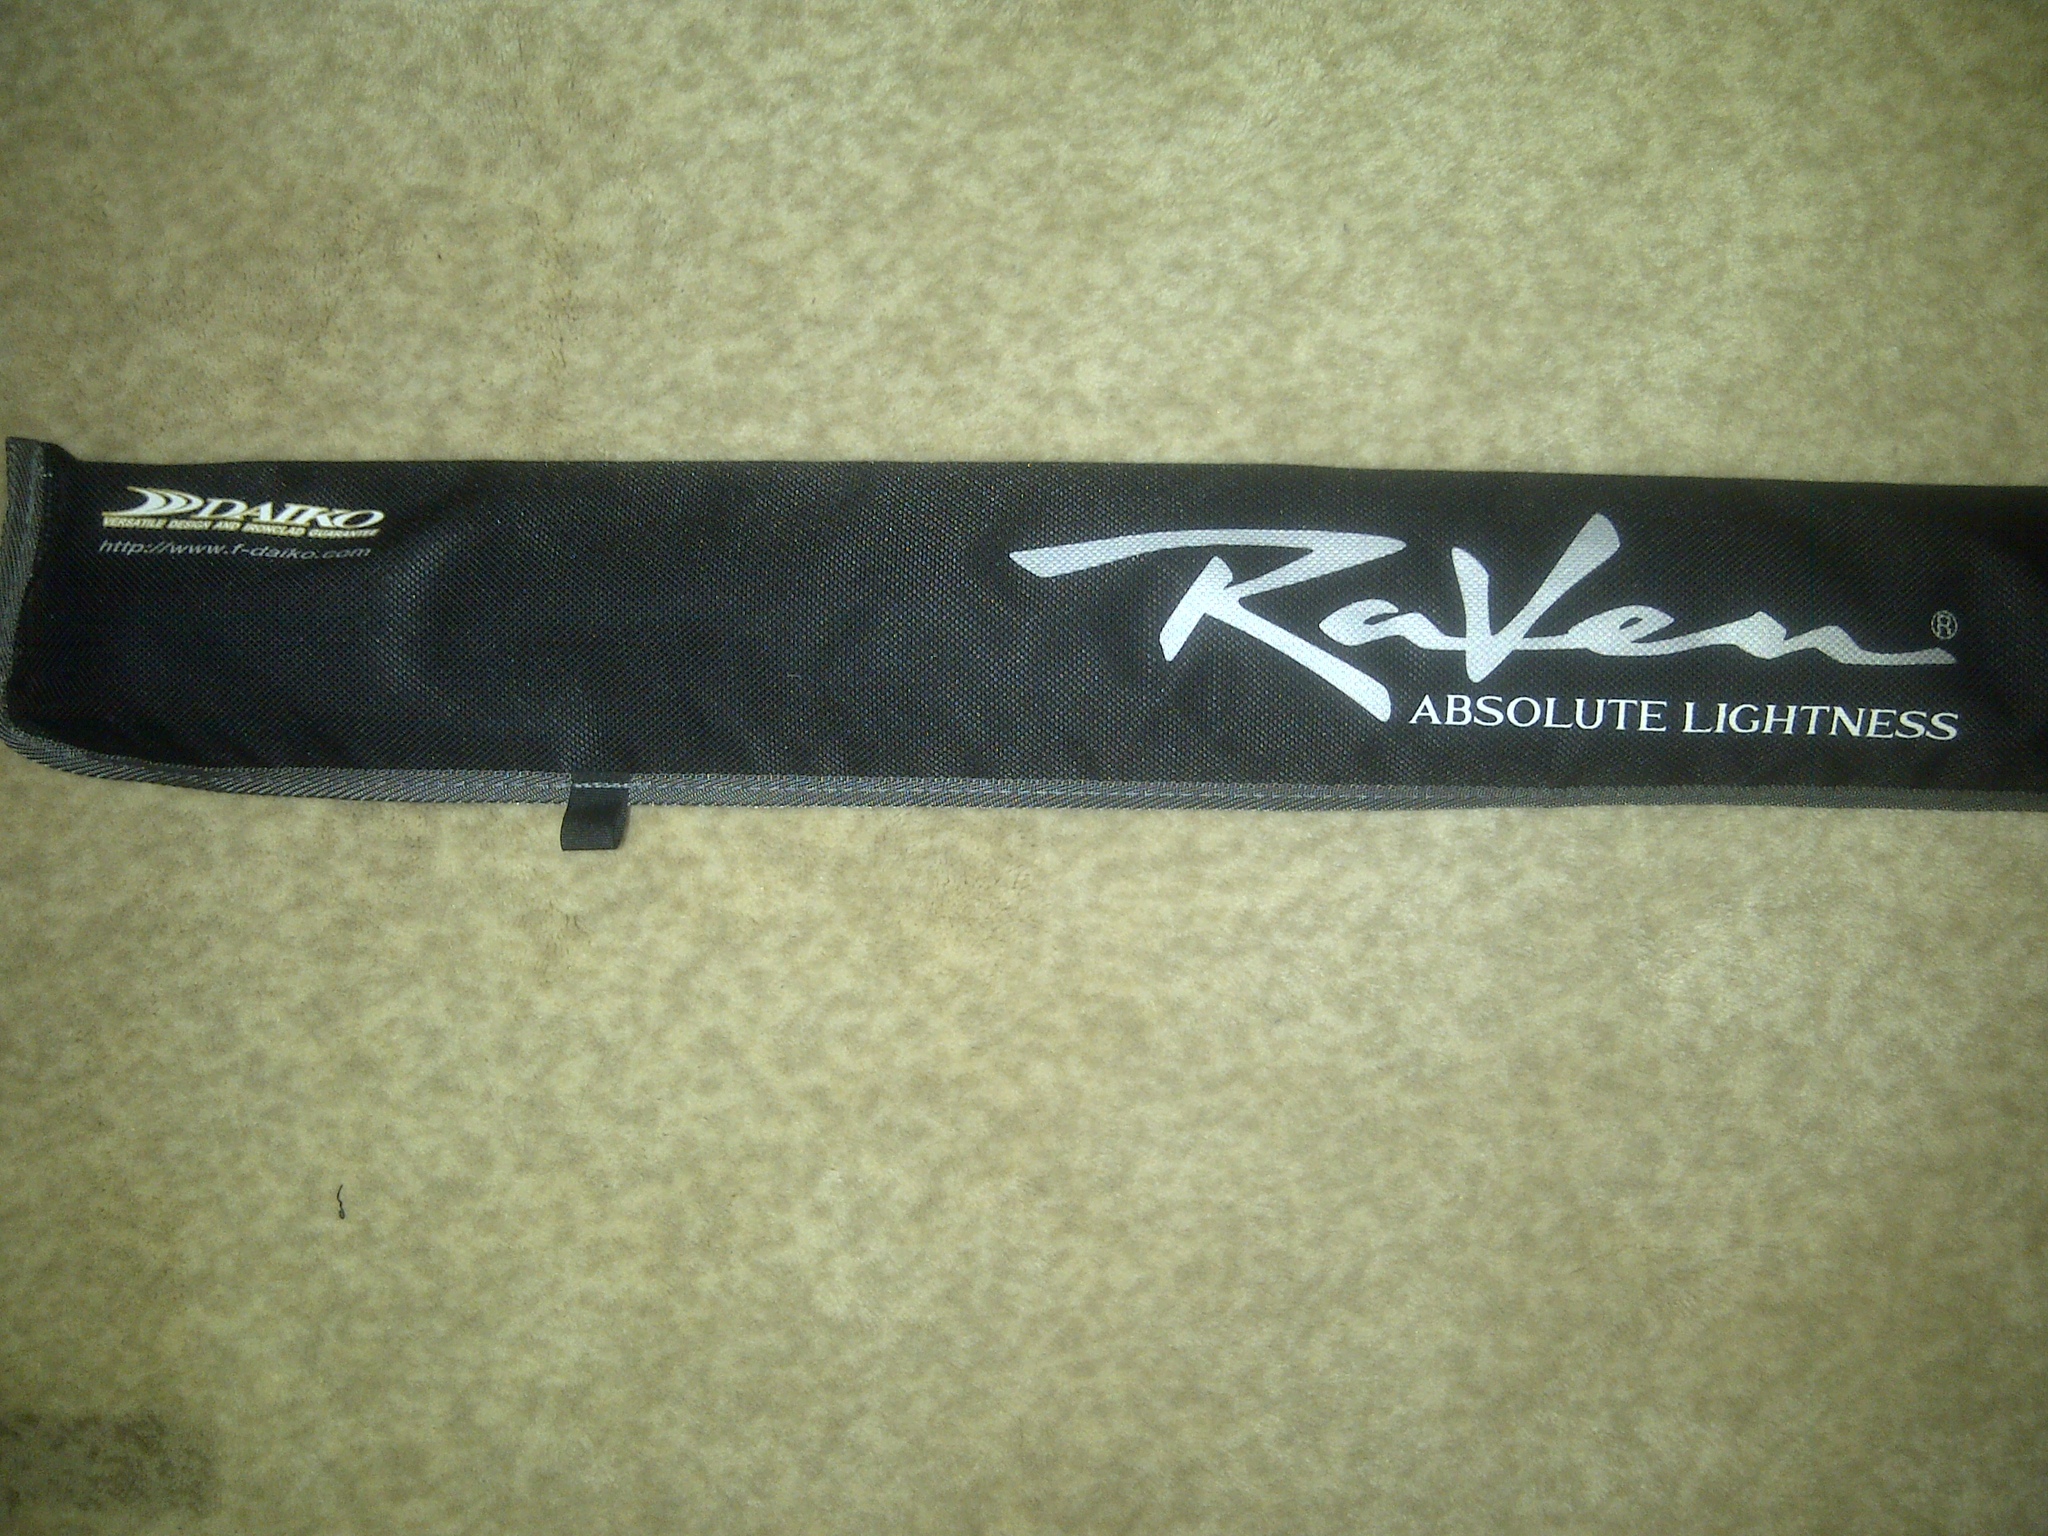 DAIKO
VERSATILE DESIGN AND IRONCLAD GUARANTEE
http://www.f-daiko.com
RaVen ®
ABSOLUTE LIGHTNESS